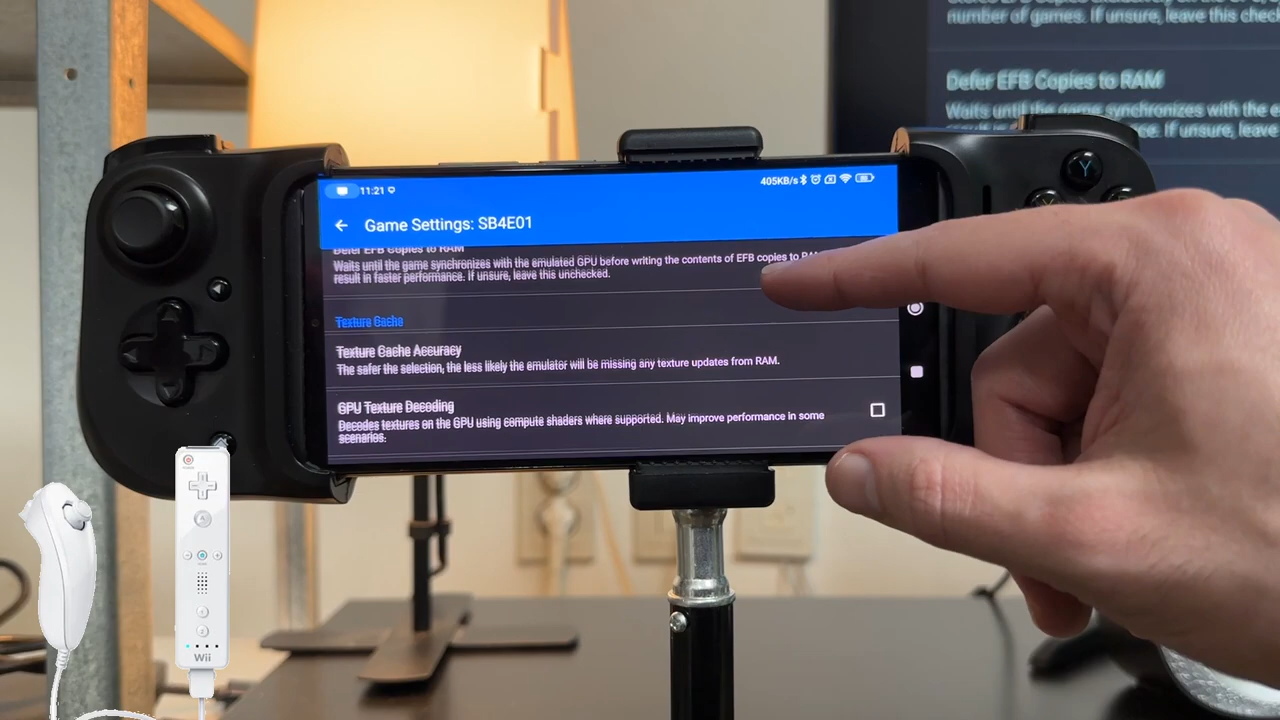 number of games. If unsure, leave this
Defer EFB Copies to RAM
Waits until the game synchronizes with the
If unsure, leave
11:21
405KB/s
Game Settings: SB4E01
Defer EFB Copies to RAM
Waits until the game synchronizes with the emulated GPU before writing the contents of EFB copies to
result in faster performance. If unsure, leave this unchecked.
Texture Cache
Texture Cache Accuracy
The safer the selection, the less likely the emulator will be missing any texture updates from RAM.
GPU Texture Decoding
Decodes textures on the GPU using compute shaders where supported. May improve performance in some
scenarios.
Y
Wii